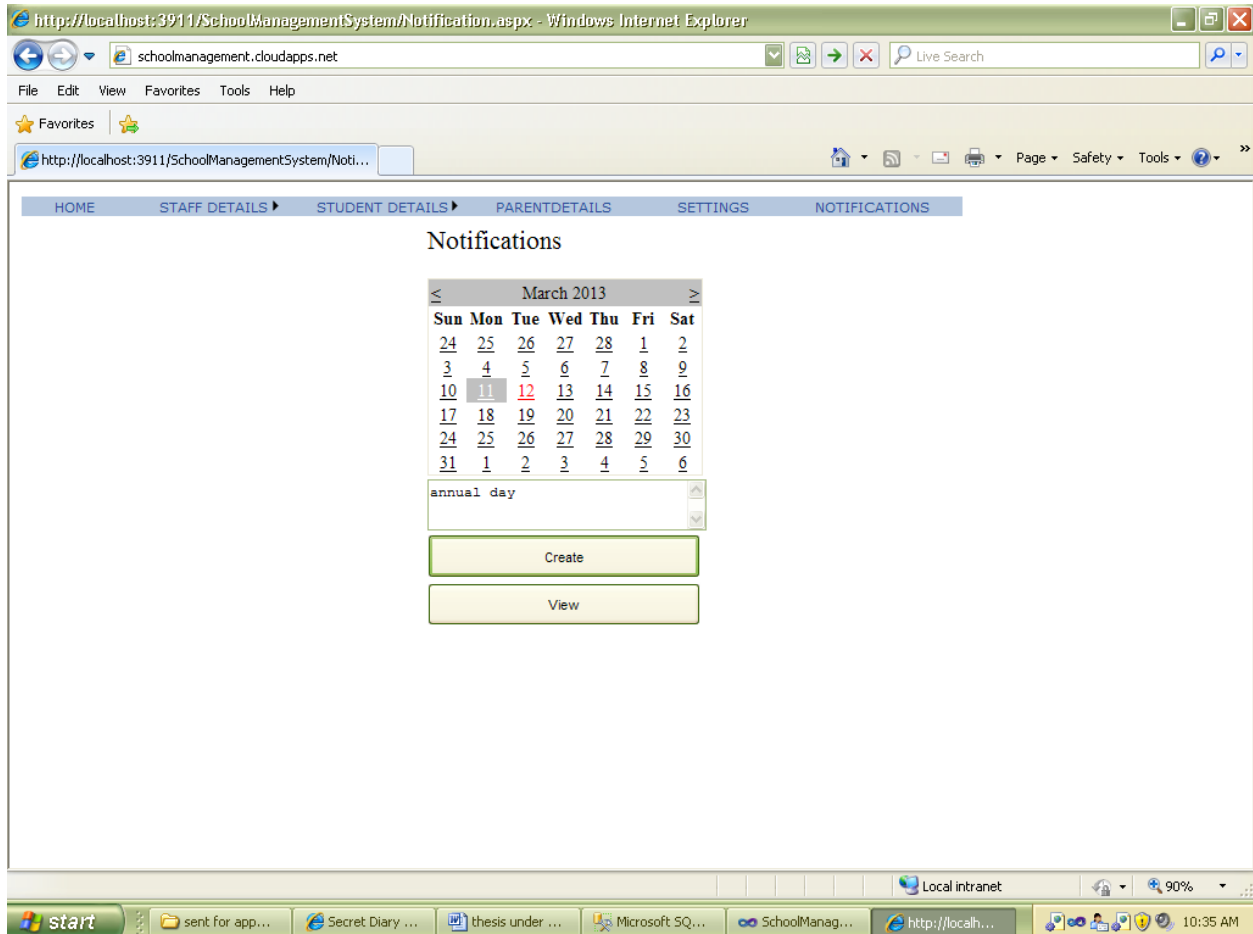 http://localhost:3911/SchoolManagementSystem/Notification.aspx - Windows Internet Explorer
schoolmanagement.cloudapps.net Live Search
File Edit View Favorites Tools Help
Favorites
http://localhost:3911/SchoolManagementSystem/Noti... Page Safety Tools »
HOME STAFF DETAILS STUDENT DETAILS PARENTDETAILS SETTINGS NOTIFICATIONS
Notifications
< March 2013 >
Sun Mon Tue Wed Thu Fri Sat
24 25 26 27 28 1 2
3 4 5 6 7 8 9
10 11 12 13 14 15 16
17 18 19 20 21 22 23
24 25 26 27 28 29 30
31 1 2 3 4 5 6
annual day
Create
View
Local intranet 90%
start sent for app... Secret Diary ... thesis under ... Microsoft SQ... SchoolManag... http://localh... 10:35 AM